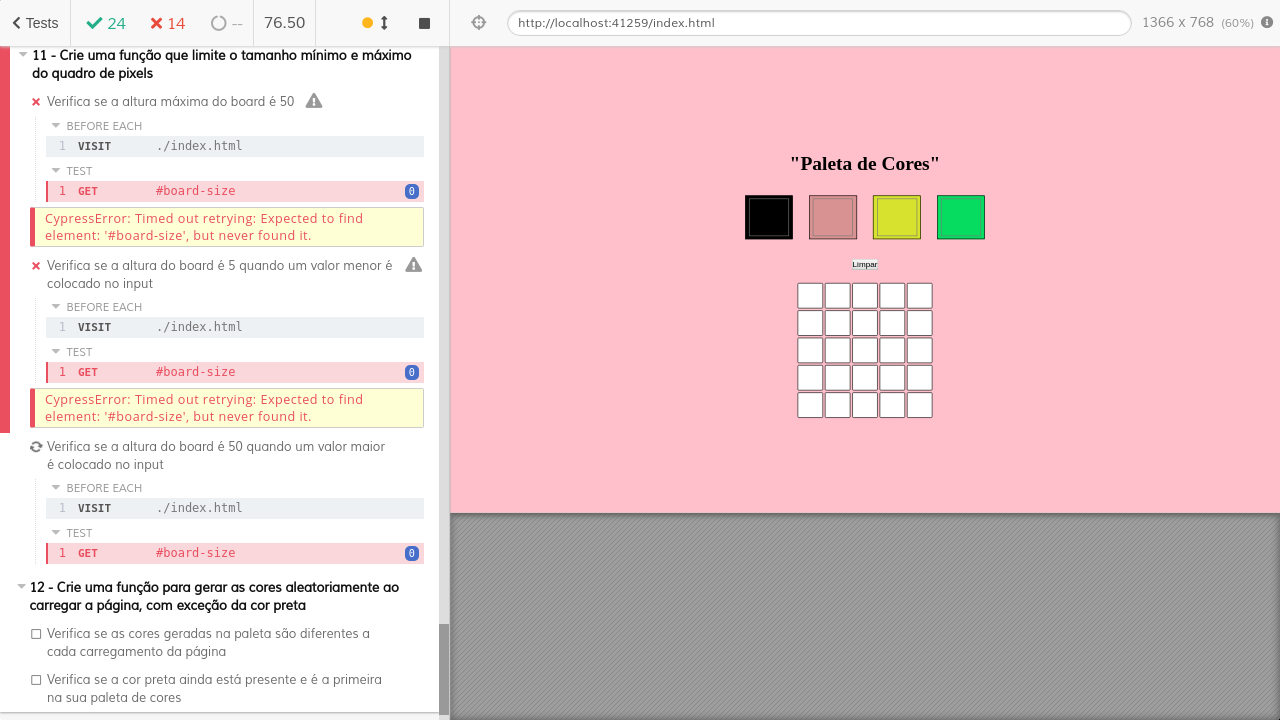 Tests
24
14
--
76.50
http://localhost:41259/index.html
1366 x 768 (60%)
11 - Crie uma função que limite o tamanho mínimo e máximo
do quadro de pixels
Verifica se a altura máxima do board é 50
BEFORE EACH
1 VISIT ./index.html
TEST
1 GET #board-size 0
CypressError: Timed out retrying: Expected to find
element: '#board-size', but never found it.
Verifica se a altura do board é 5 quando um valor menor é
colocado no input
BEFORE EACH
1 VISIT ./index.html
TEST
1 GET #board-size 0
CypressError: Timed out retrying: Expected to find
element: '#board-size', but never found it.
Verifica se a altura do board é 50 quando um valor maior
é colocado no input
BEFORE EACH
1 VISIT ./index.html
TEST
1 GET #board-size 0
12 - Crie uma função para gerar as cores aleatoriamente ao
carregar a página, com exceção da cor preta
Verifica se as cores geradas na paleta são diferentes a
cada carregamento da página
Verifica se a cor preta ainda está presente e é a primeira
na sua paleta de cores
"Paleta de Cores"
Limpar